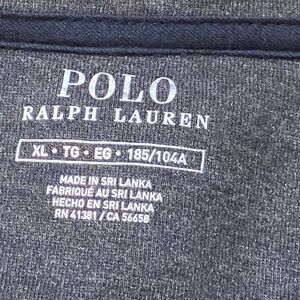 POLO
RALPH LAUREN
XL • TG • EG • 185/104A
MADE IN SRI LANKA
FABRIQUÉ AU SRI LANKA
HECHO EN SRI LANKA
RN 41381 / CA 56658